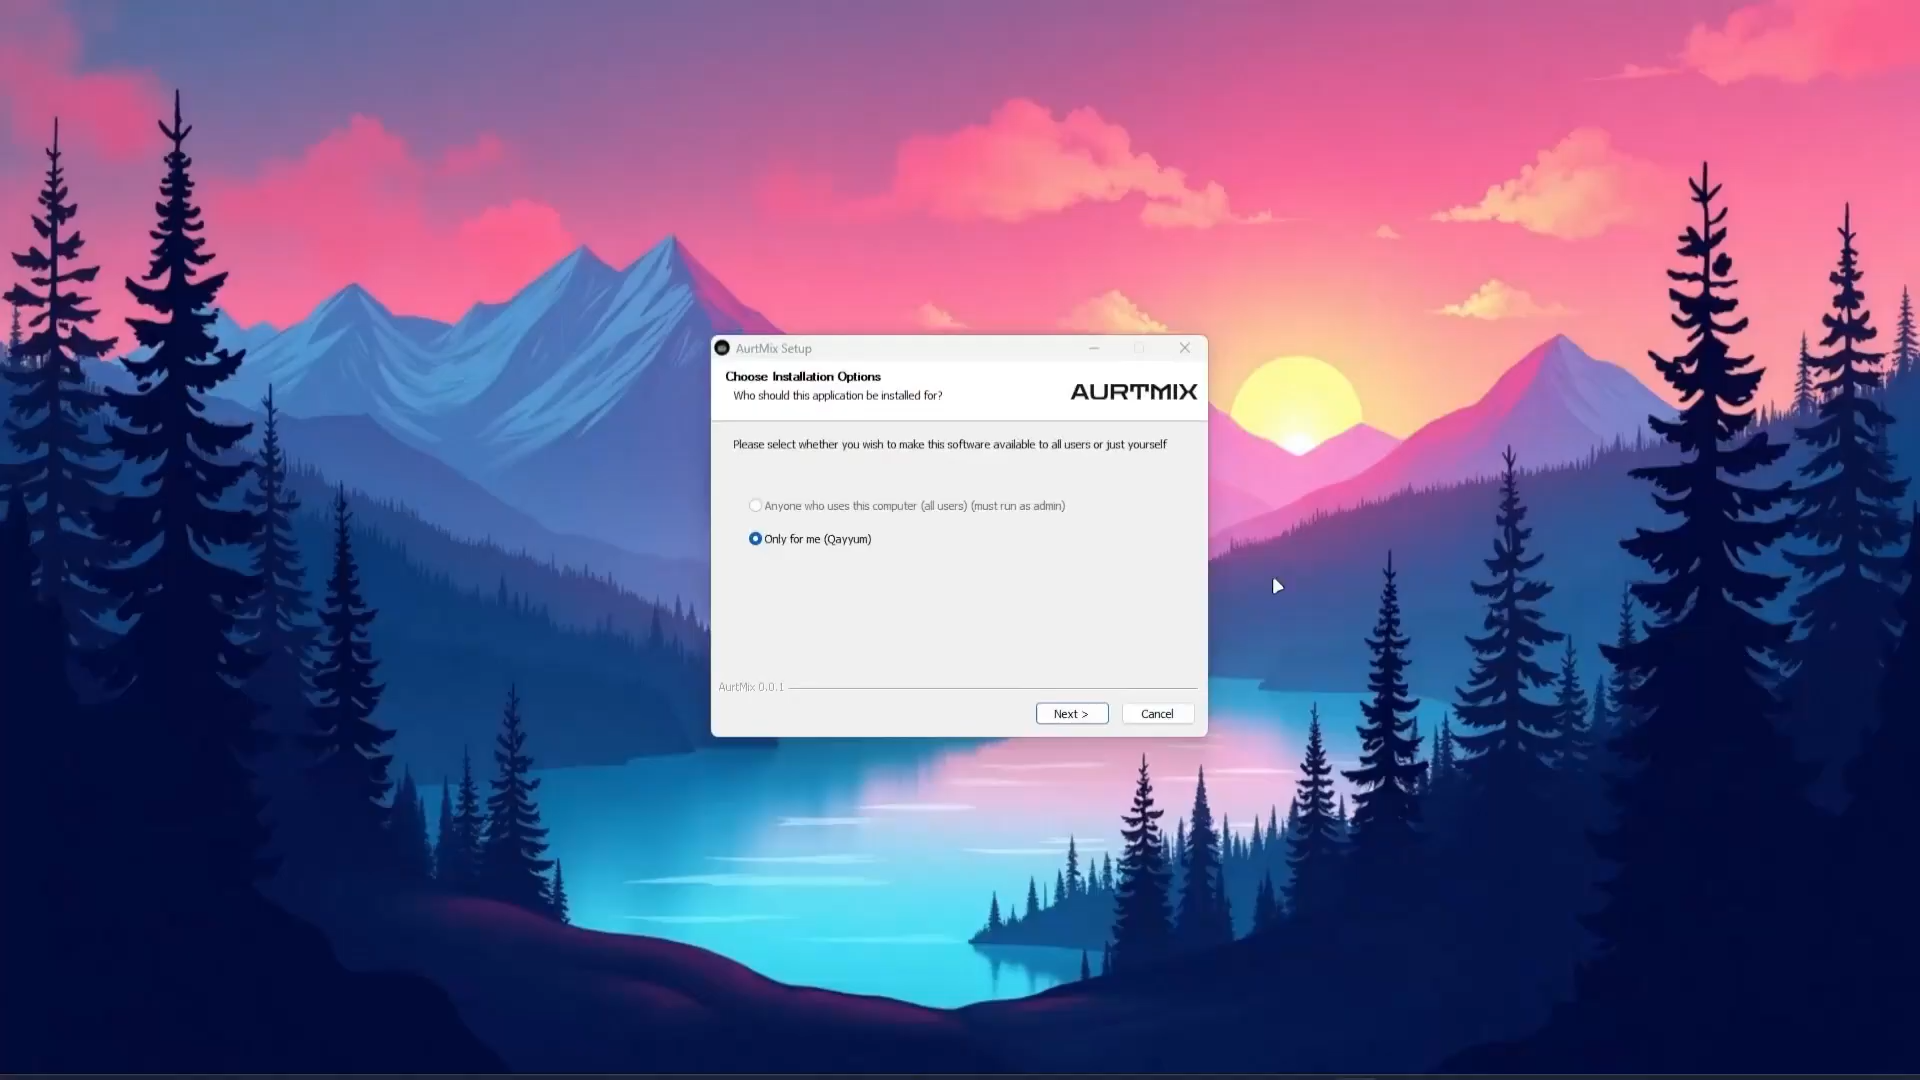 AurtMix Setup
Choose Installation Options
Who should this application be installed for?
AURTMIX
Please select whether you wish to make this software available to all users or just yourself
Anyone who uses this computer (all users) (must run as admin)
Only for me (Qayyum)
AurtMix 0.0.1
Next >
Cancel